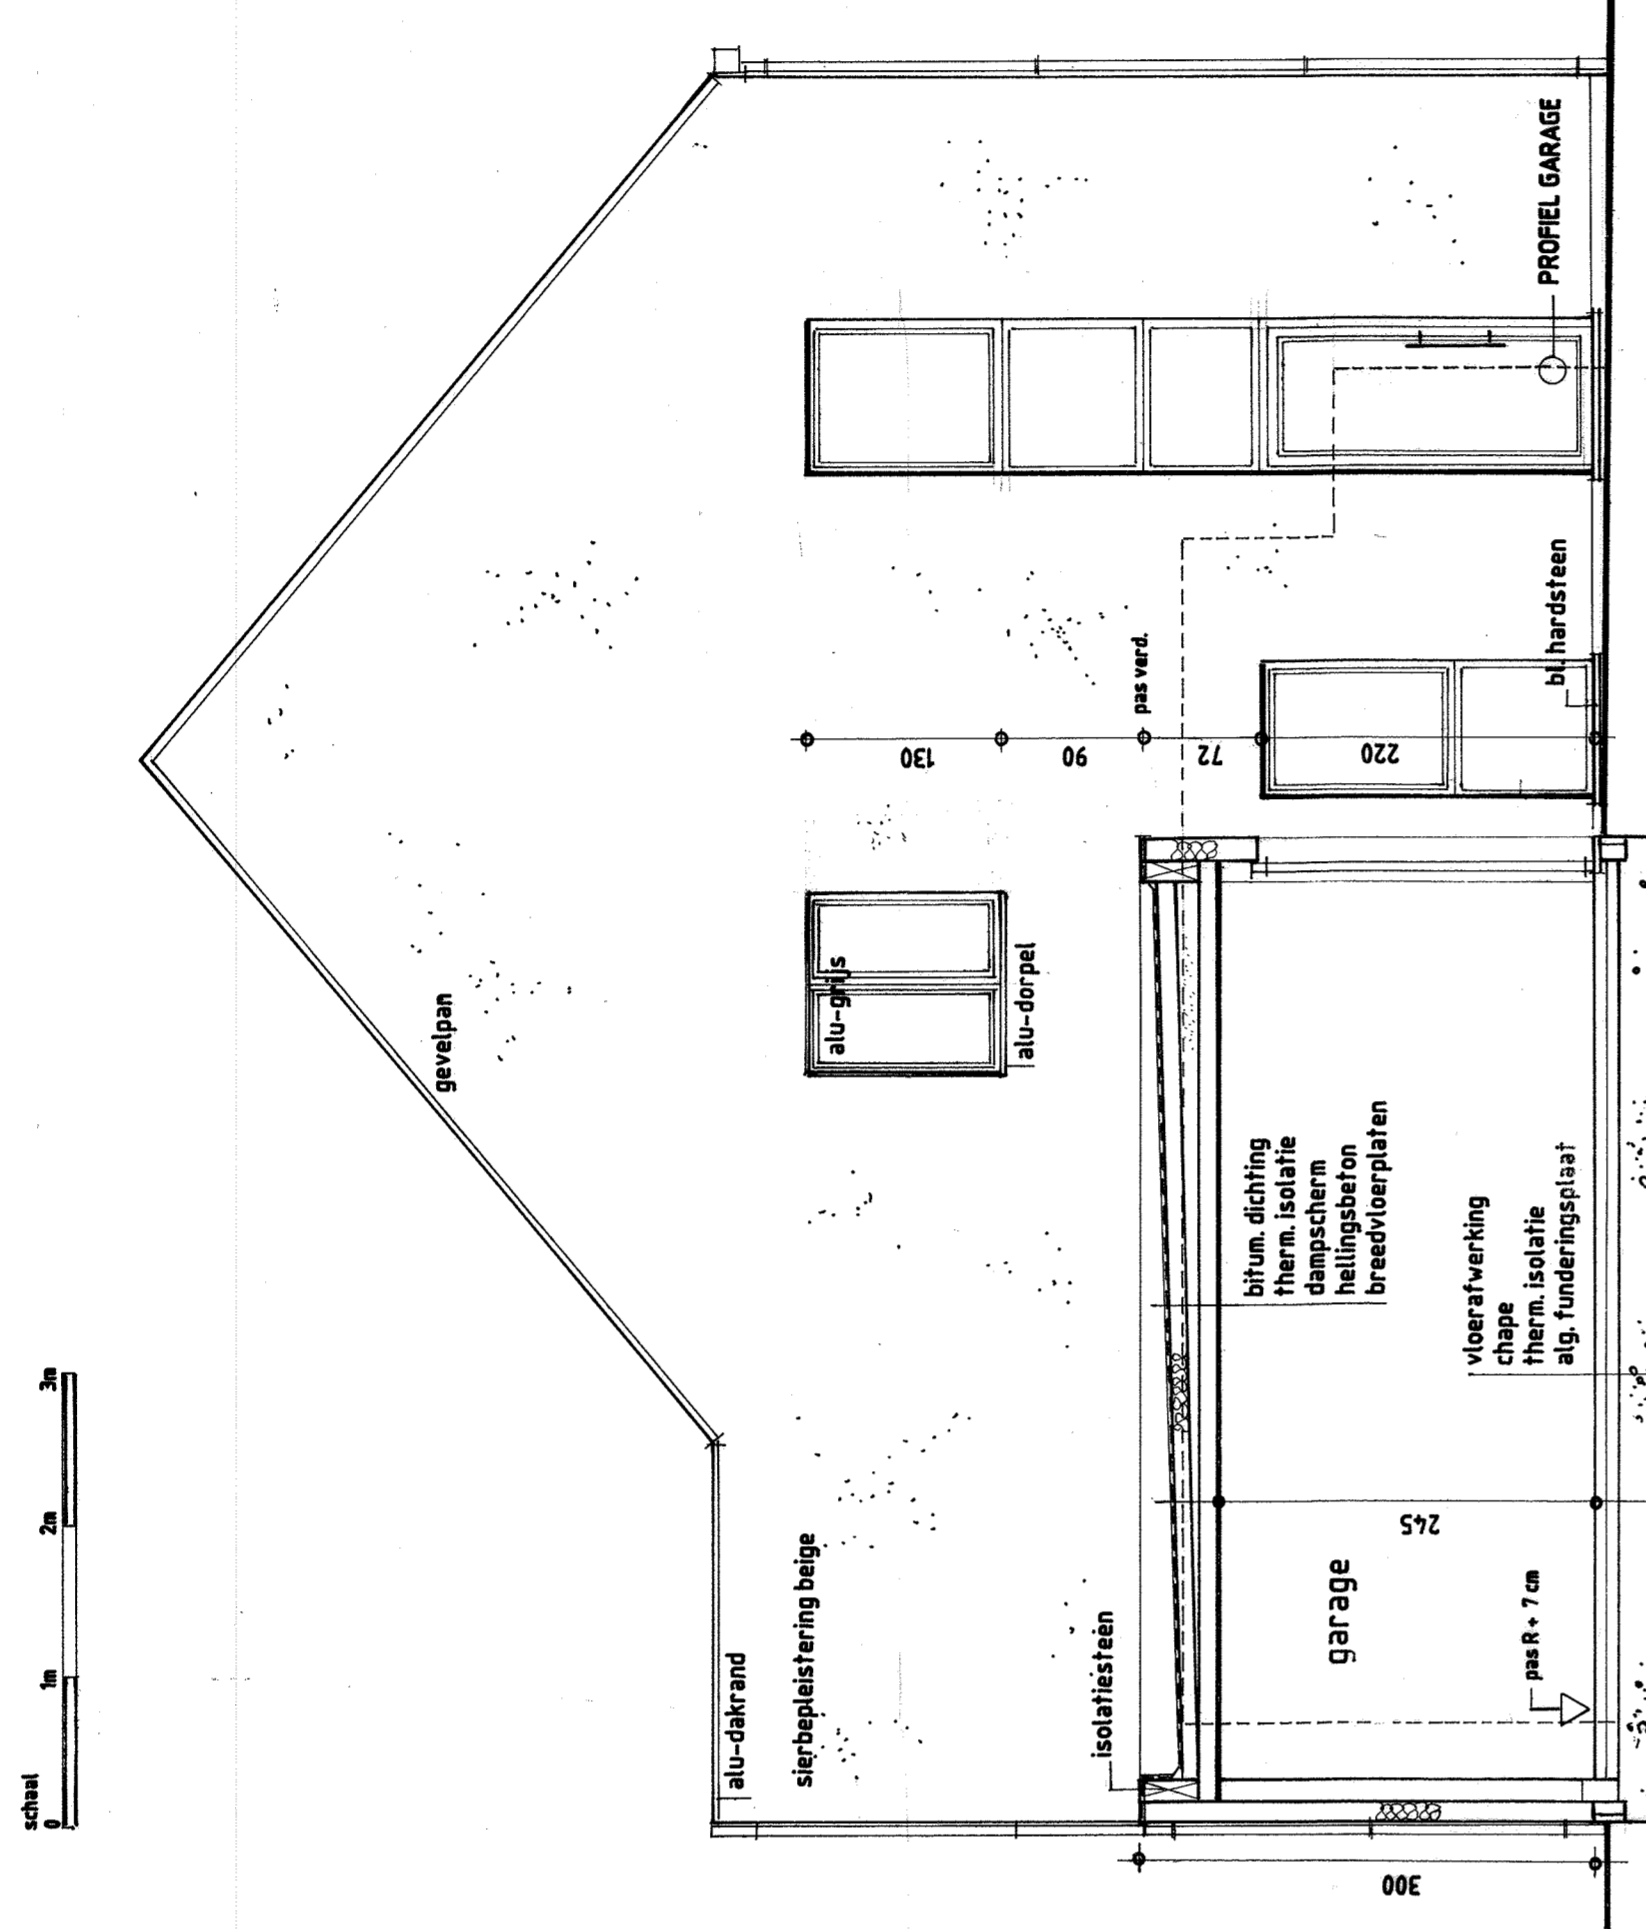 schaal
0 1m 2m 3m
gevelpan
alu-dakrand
sierbepleistering beige
alu-grijs
alu-dorpel
130
90
pas verd.
72
220
bl. hardsteen
PROFIEL GARAGE
isolatiesteen
bitum. dichting
therm. isolatie
dampscherm
hellingsbeton
breedvloerplaten
garage
245
vloerafwerking
chape
therm. isolatie
alg. funderingsplaat
pas R + 7 cm
300